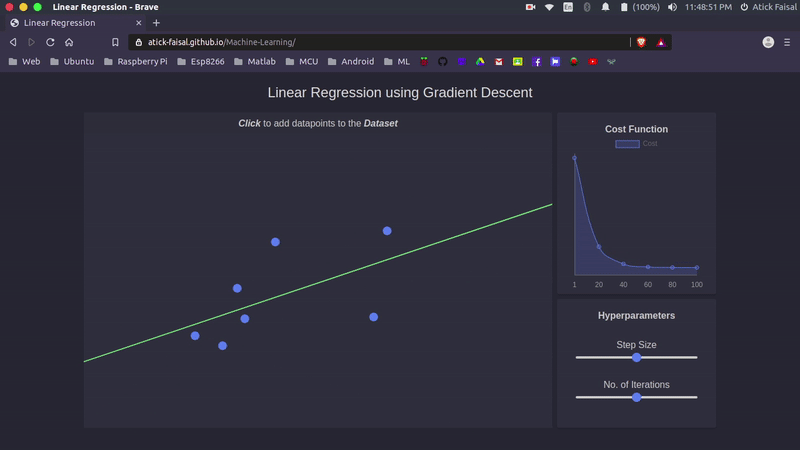 Linear Regression - Brave
En
(100%)
11:48:51 PM
Atick Faisal
Linear Regression
atick-faisal.github.io/Machine-Learning/
Web
Ubuntu
Raspberry Pi
Esp8266
Matlab
MCU
Android
ML
Linear Regression using Gradient Descent
Click to add datapoints to the Dataset
Cost Function
Cost
1 20 40 60 80 100
Hyperparameters
Step Size
No. of Iterations